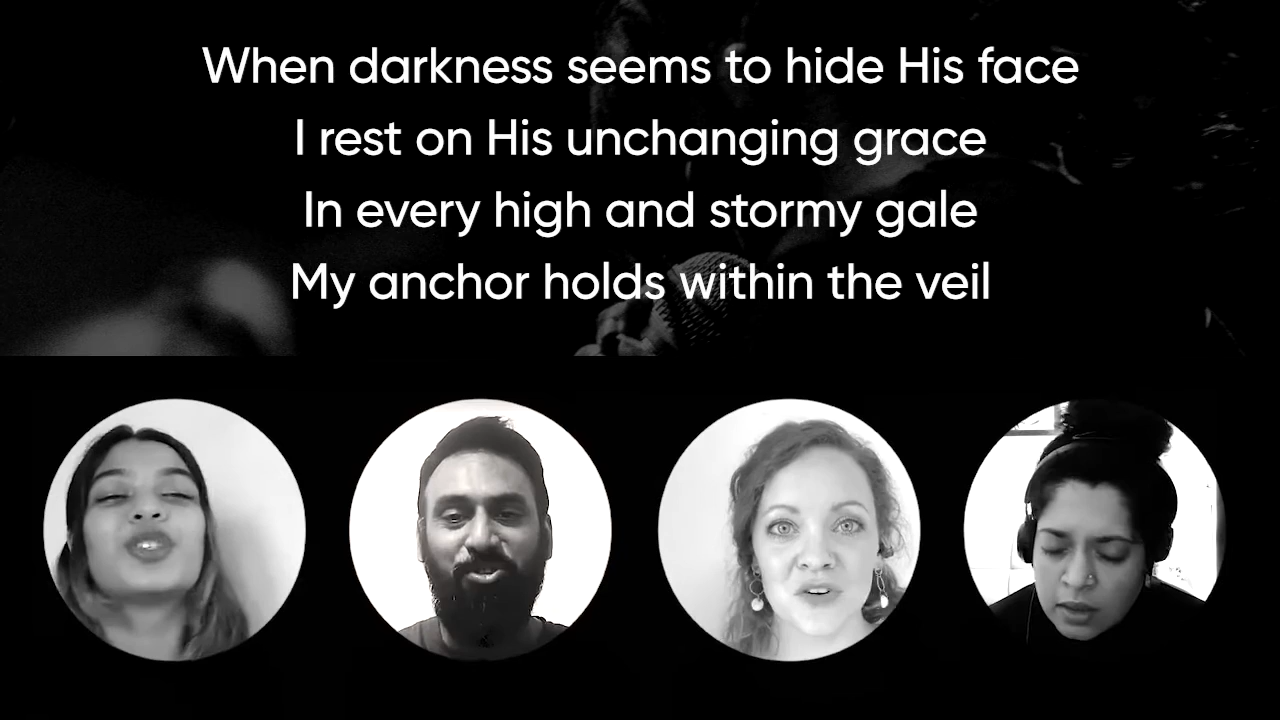 When darkness seems to hide His face
I rest on His unchanging grace
In every high and stormy gale
My anchor holds within the veil